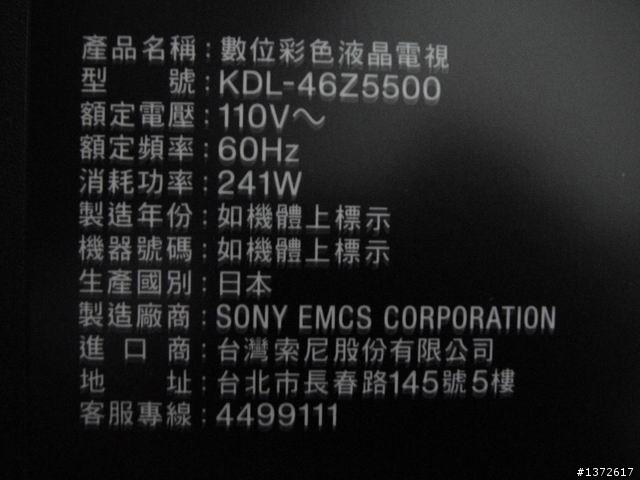 產品名稱：數位彩色液晶電視
型　　號：KDL-46Z5500
額定電壓：110V～
額定頻率：60Hz
消耗功率：241W
製造年份：如機體上標示
機器號碼：如機體上標示
生產國別：日本
製造廠商：SONY EMCS CORPORATION
進 口 商：台灣索尼股份有限公司
地　　址：台北市長春路145號5樓
客服專線：4499111
#1372617